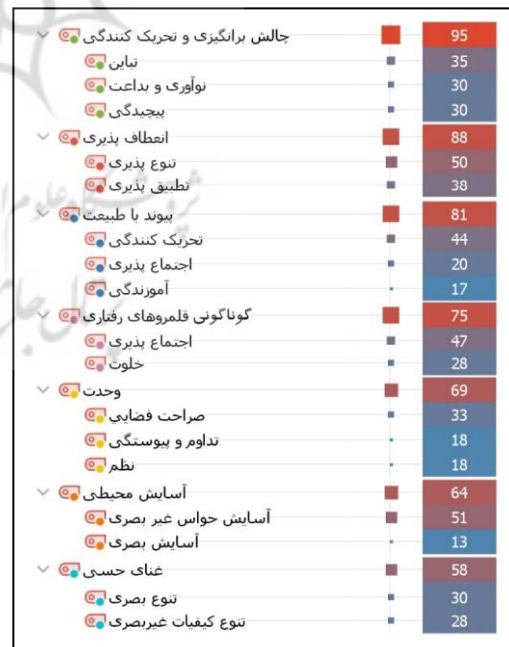 چالش برانگیزی و تحریک کنندگی 95
تباین 35
نوآوری و بداعت 30
پیچیدگی 30
انعطاف پذیری 88
تنوع پذیری 50
تطبیق پذیری 38
پیوند با طبیعت 81
تحریک کنندگی 44
اجتماع پذیری 20
آموزندگی 17
گوناگونی قلمروهای رفتاری 75
اجتماع پذیری 47
خلوت 28
وحدت 69
صراحت فضایي 33
تداوم و پیوستگی 18
نظم 18
آسایش محیطی 64
آسایش حواس غیر بصری 51
آسایش بصری 13
غنای حسی 58
تنوع بصری 30
تنوع کیفیات غیربصری 28